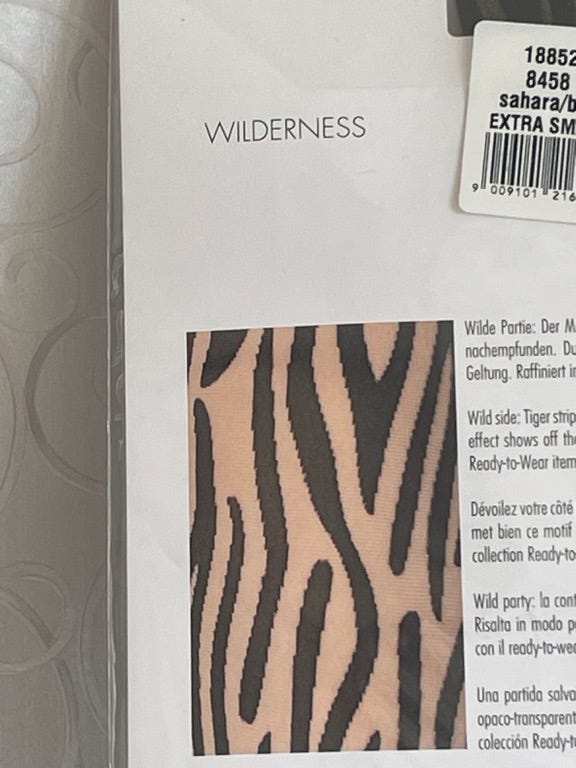 18852
8458
sahara/b
EXTRA SM
9 009101 216
WILDERNESS
Wilde Partie: Der M
nachempfunden. Du
Geltung. Raffiniert in
Wild side: Tiger strip
effect shows off the
Ready-to-Wear item
Dévoilez votre côté
met bien ce motif
collection Ready-to-
Wild party: la cont
Risalta in modo p
con il ready-to-wea
Una partida salva
opaco-transparent
colección Ready-t